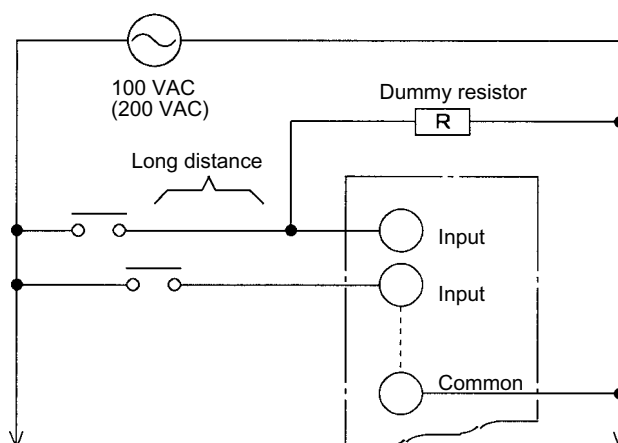 100 VAC
(200 VAC)
Dummy resistor
R
Long distance
Input
Input
Common